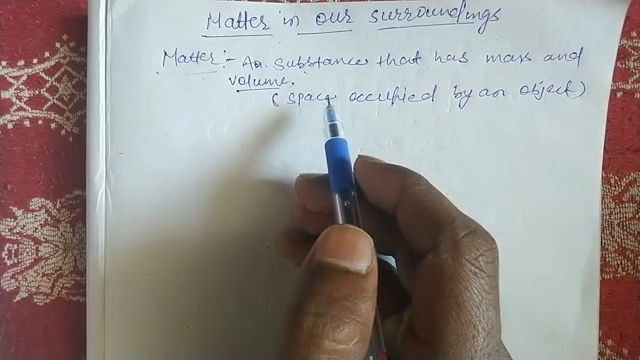 Matter in our surroundings
Matter:- An Substance that has mass and
volume.
( space occupied by an object)